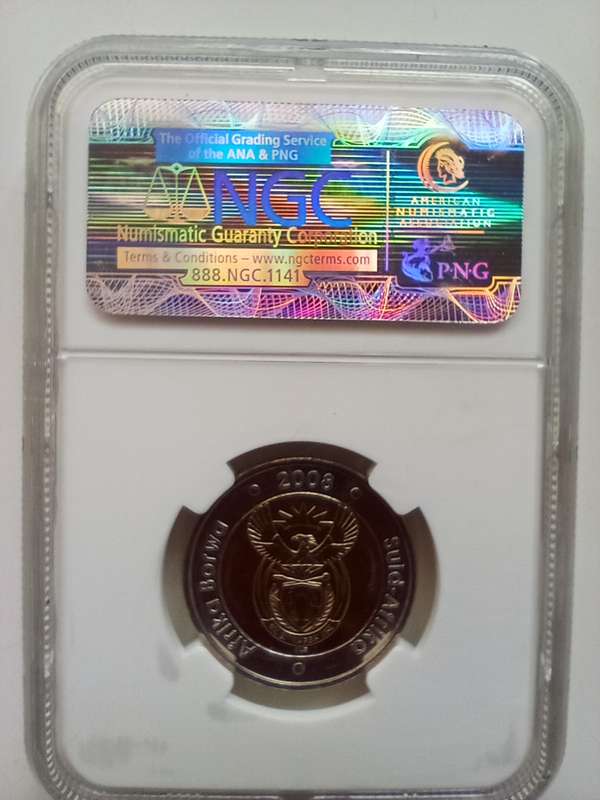 The Official Grading Service
of the ANA & PNG
NGC
Numismatic Guaranty Corporation
Terms & Conditions – www.ngcterms.com
888.NGC.1141
AMERICAN
NUMISMATIC
ASSOCIATION
P·N·G
2008
Afrika Borwa
Suid-Afrika